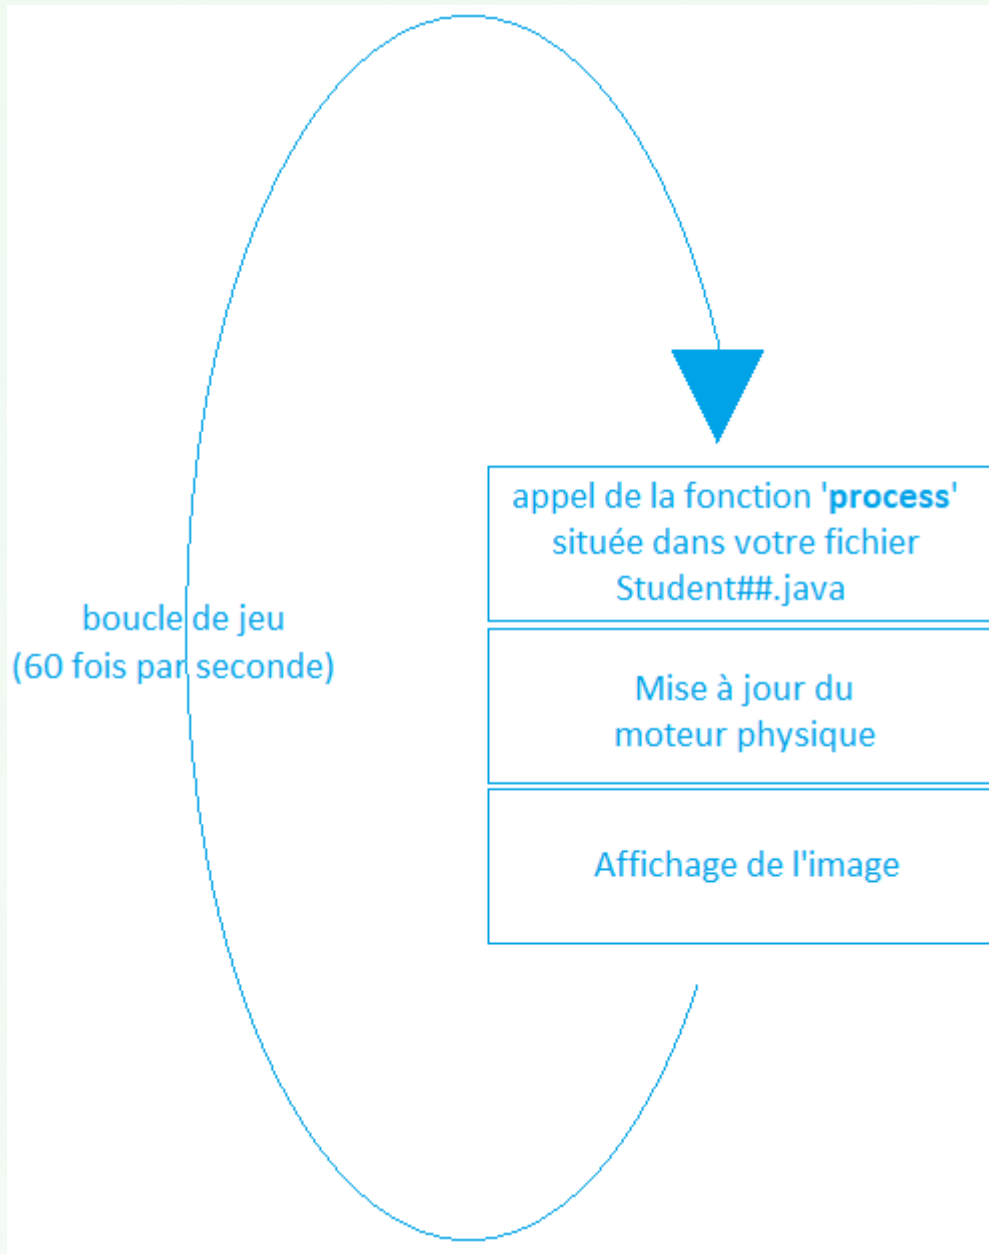 appel de la fonction 'process'
située dans votre fichier
Student##.java
boucle de jeu
(60 fois par seconde)
Mise à jour du
moteur physique
Affichage de l'image